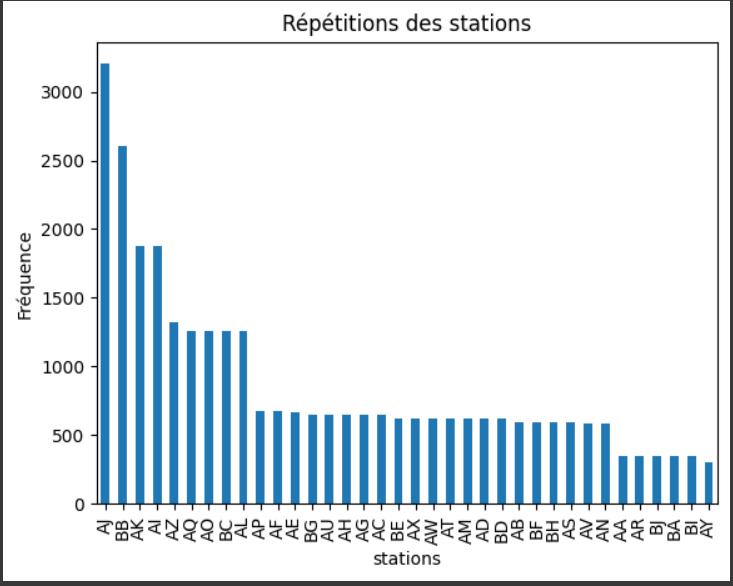 Répétitions des stations
Fréquence
3000
2500
2000
1500
1000
500
0
AJ BB AK AI AZ AQ AO BC AL AP AF AE BG AU AH AG AC BE AX AW AT AM AD BD AB BF BH AS AV AN AA AR BJ BA BI AY
stations